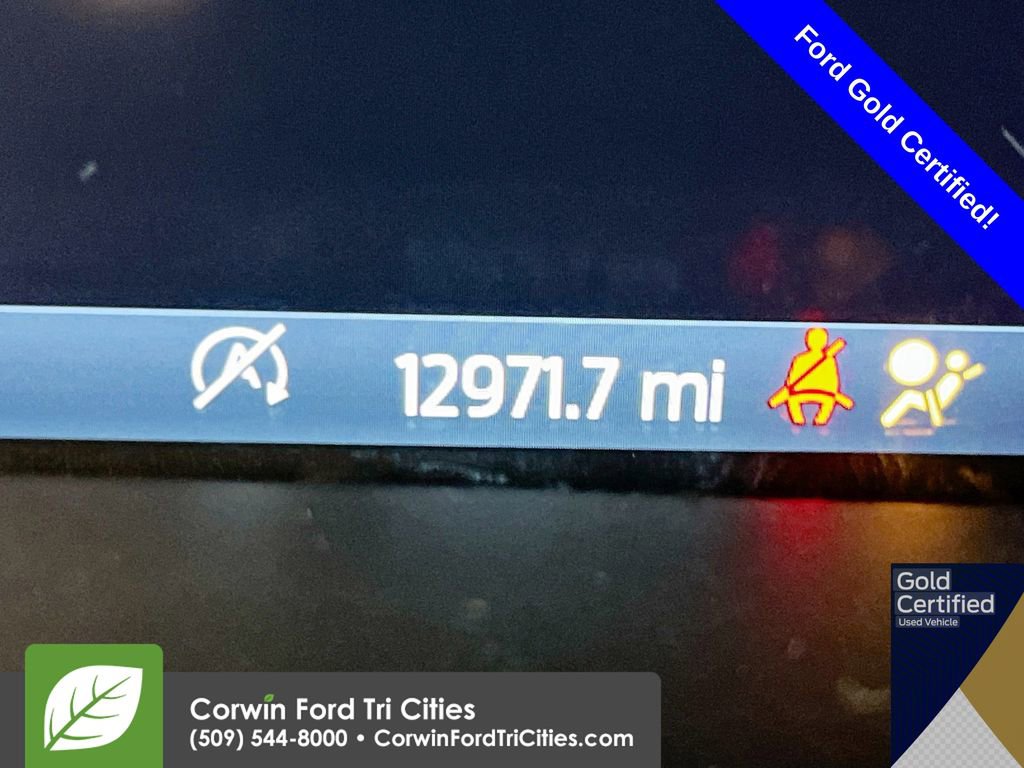 Ford Gold Certified!
12971.7 mi
Gold
Certified
Used Vehicle
Corwin Ford Tri Cities
(509) 544-8000 • CorwinFordTriCities.com